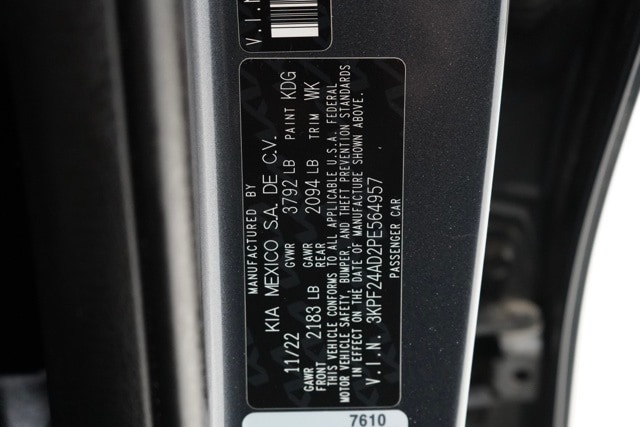 V.I.N
MANUFACTURED BY
KIA MEXICO S.A. DE C.V.
11/22 GVWR 3792 LB PAINT KDG
GAWR FRONT 2183 LB GAWR REAR 2094 LB TRIM WK
THIS VEHICLE CONFORMS TO ALL APPLICABLE U.S.A. FEDERAL
MOTOR VEHICLE SAFETY, BUMPER, AND THEFT PREVENTION STANDARDS
IN EFFECT ON THE DATE OF MANUFACTURE SHOWN ABOVE.
V.I.N. 3KPF24AD2PE564957
PASSENGER CAR
7610